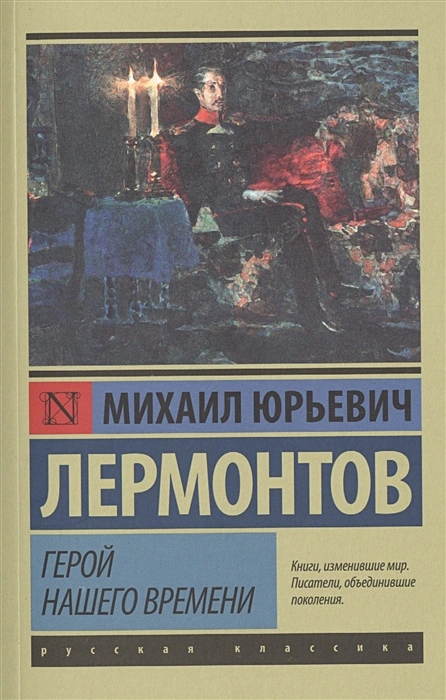 N
МИХАИЛ ЮРЬЕВИЧ
ЛЕРМОНТОВ
ГЕРОЙ
НАШЕГО ВРЕМЕНИ
Книги, изменившие мир.
Писатели, объединившие
поколения.
русская классика